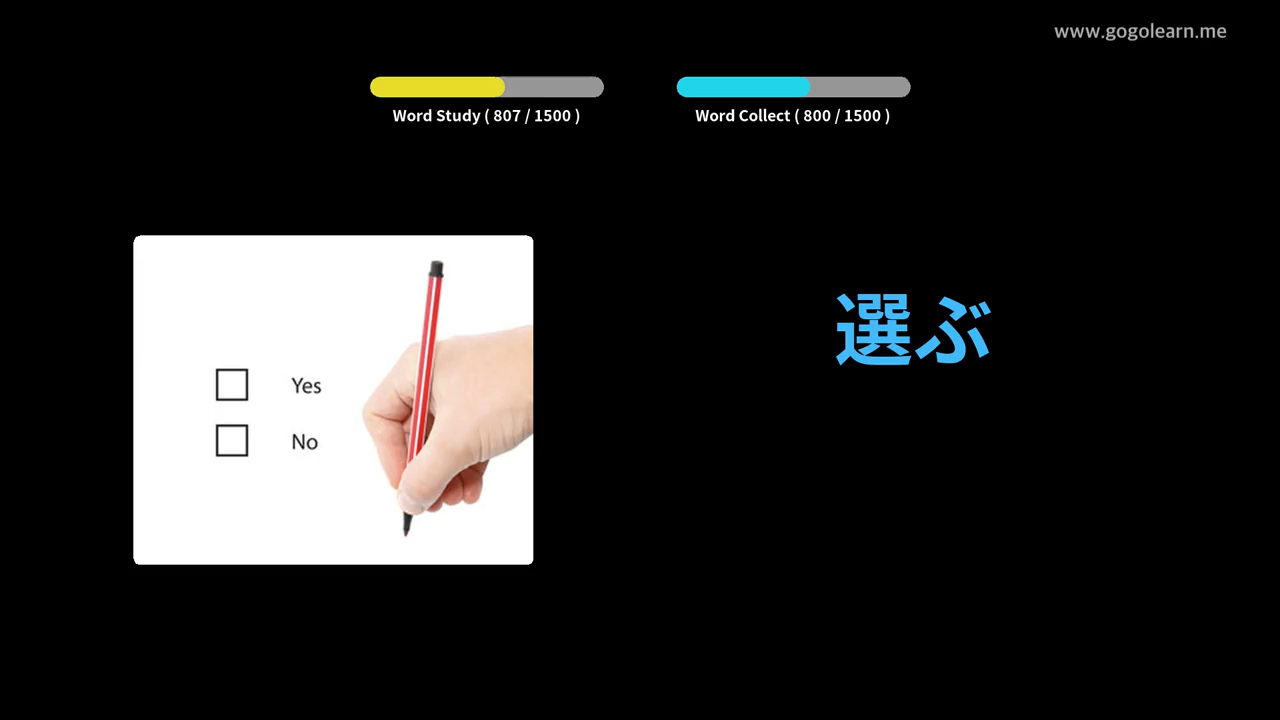 www.gogolearn.me
Word Study ( 807 / 1500 )
Word Collect ( 800 / 1500 )
Yes
No
選ぶ